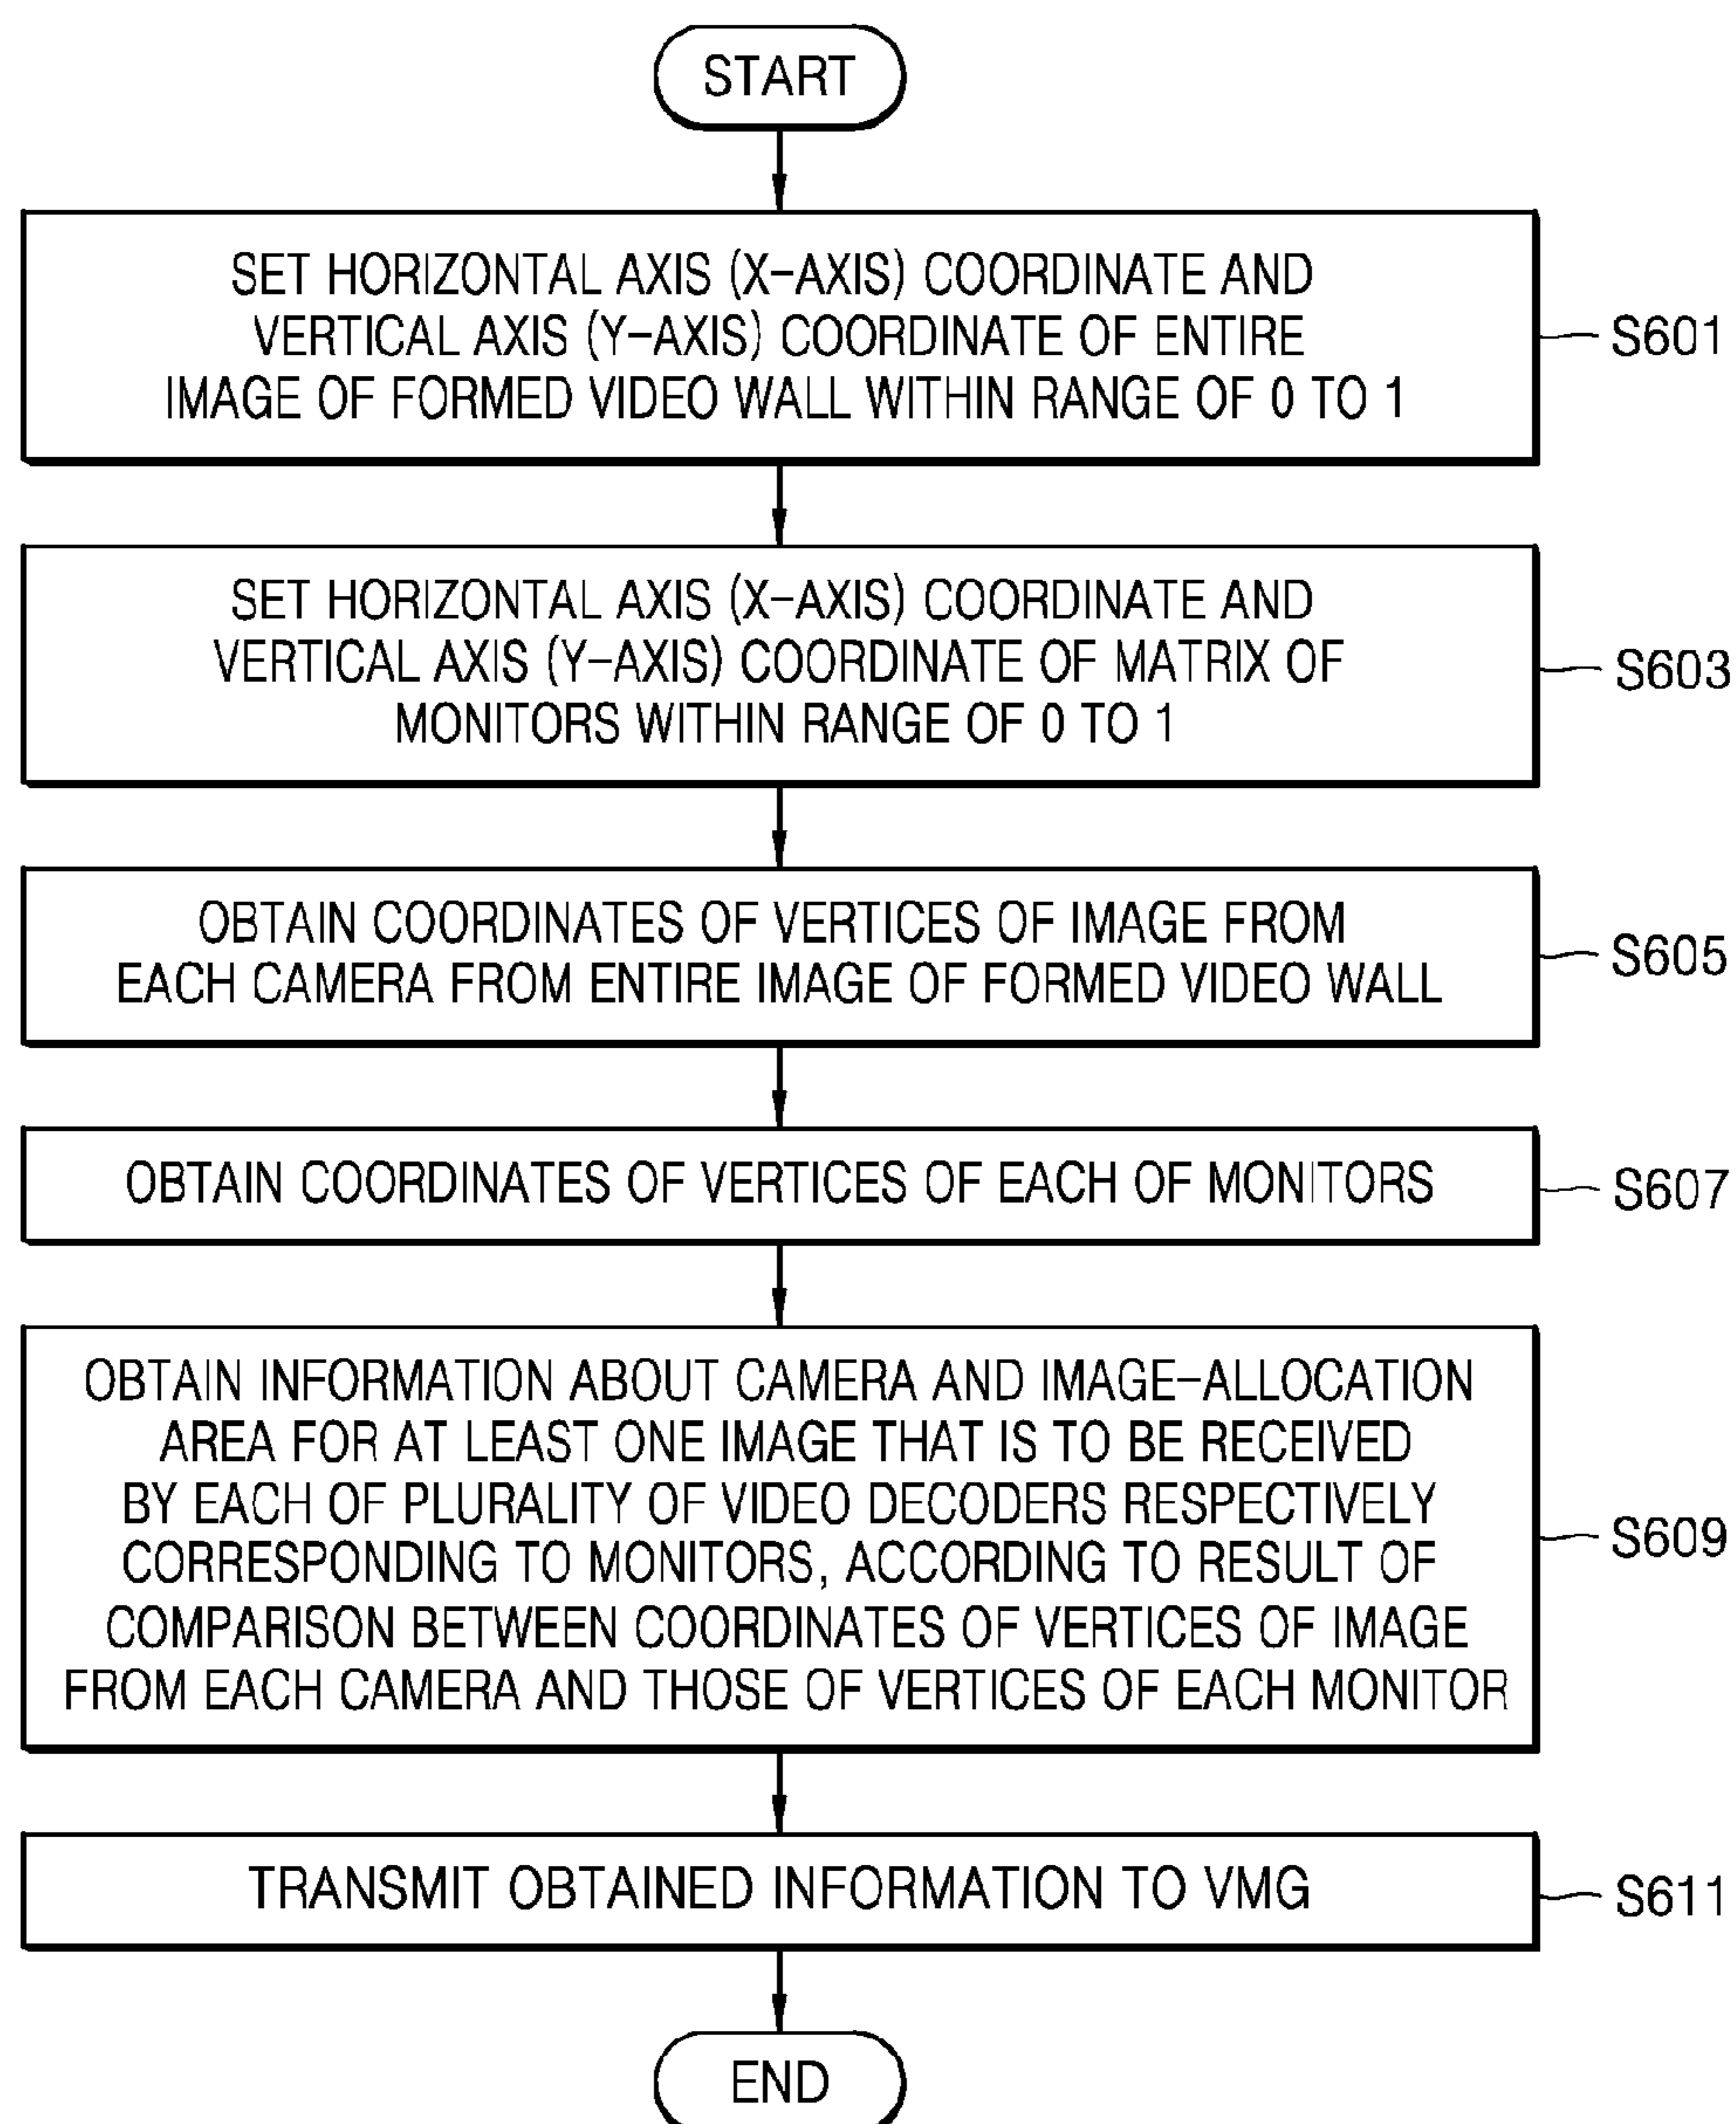 START
SET HORIZONTAL AXIS (X-AXIS) COORDINATE AND
VERTICAL AXIS (Y-AXIS) COORDINATE OF ENTIRE
IMAGE OF FORMED VIDEO WALL WITHIN RANGE OF 0 TO 1
S601
SET HORIZONTAL AXIS (X-AXIS) COORDINATE AND
VERTICAL AXIS (Y-AXIS) COORDINATE OF MATRIX OF
MONITORS WITHIN RANGE OF 0 TO 1
S603
OBTAIN COORDINATES OF VERTICES OF IMAGE FROM
EACH CAMERA FROM ENTIRE IMAGE OF FORMED VIDEO WALL
S605
OBTAIN COORDINATES OF VERTICES OF EACH OF MONITORS
S607
OBTAIN INFORMATION ABOUT CAMERA AND IMAGE-ALLOCATION
AREA FOR AT LEAST ONE IMAGE THAT IS TO BE RECEIVED
BY EACH OF PLURALITY OF VIDEO DECODERS RESPECTIVELY
CORRESPONDING TO MONITORS, ACCORDING TO RESULT OF
COMPARISON BETWEEN COORDINATES OF VERTICES OF IMAGE
FROM EACH CAMERA AND THOSE OF VERTICES OF EACH MONITOR
S609
TRANSMIT OBTAINED INFORMATION TO VMG
S611
END